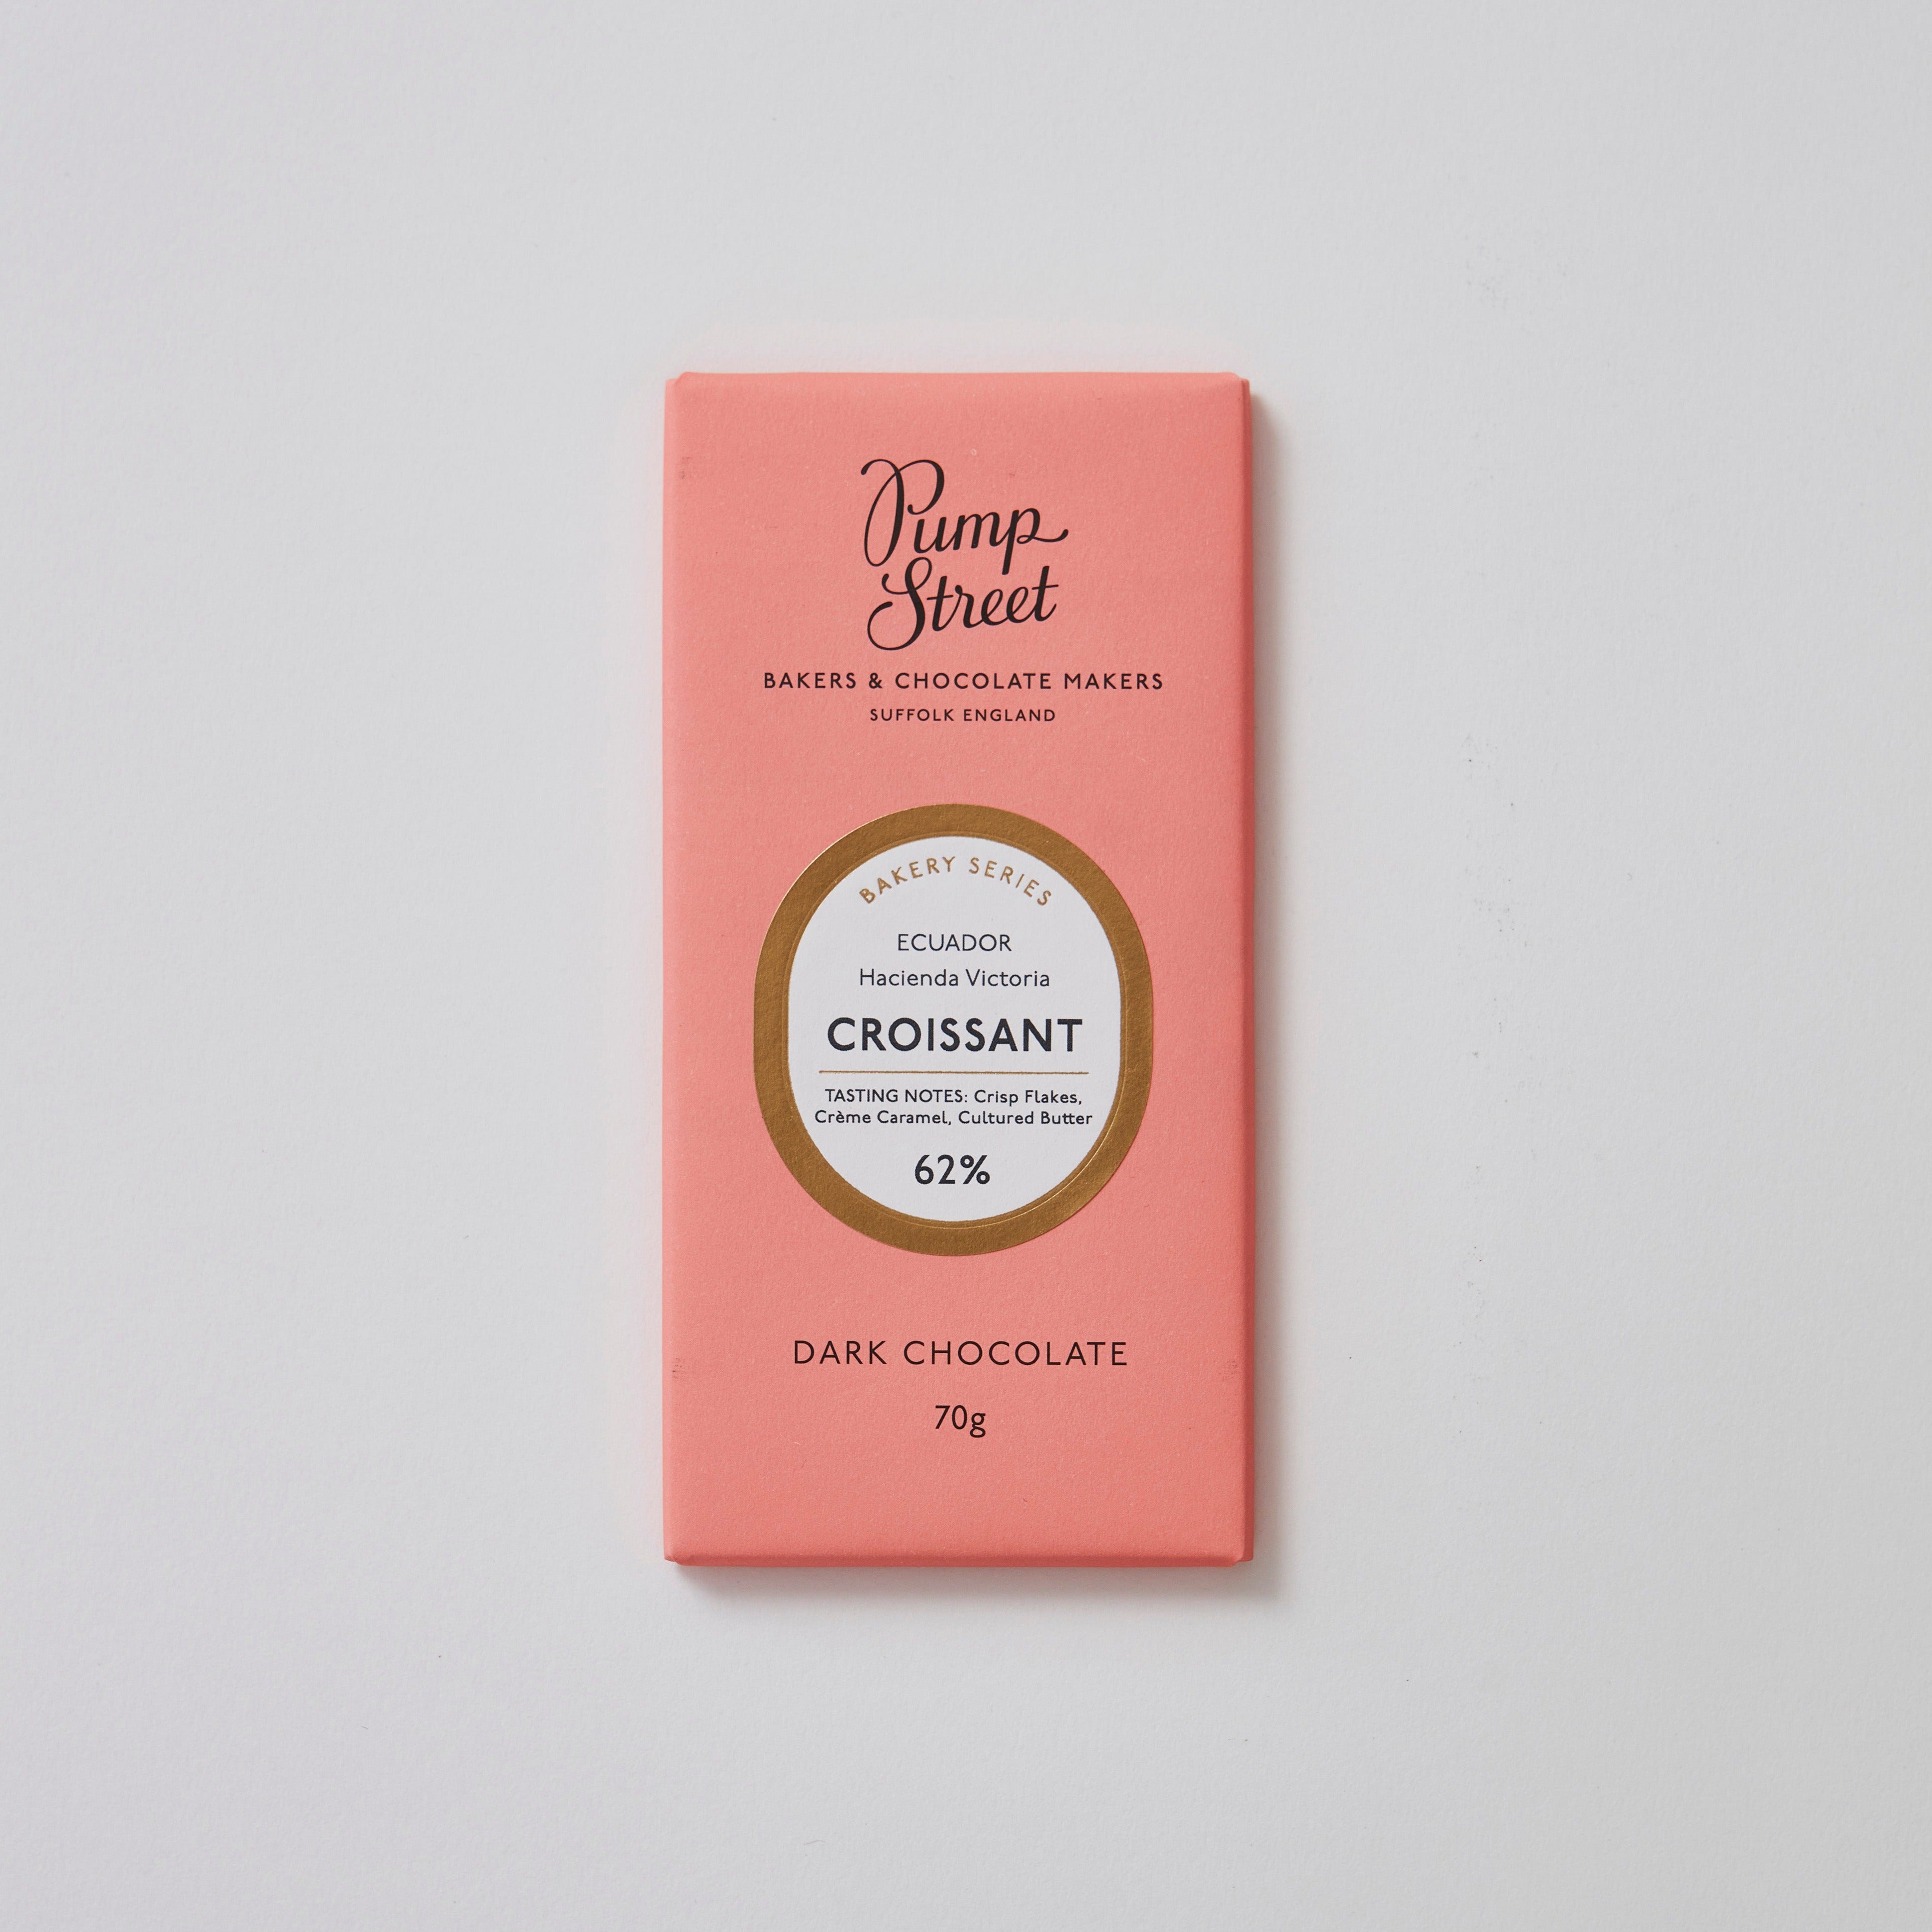 Pump
Street
BAKERS & CHOCOLATE MAKERS
SUFFOLK ENGLAND
BAKERY SERIES
ECUADOR
Hacienda Victoria
CROISSANT
TASTING NOTES: Crisp Flakes,
Crème Caramel, Cultured Butter
62%
DARK CHOCOLATE
70g